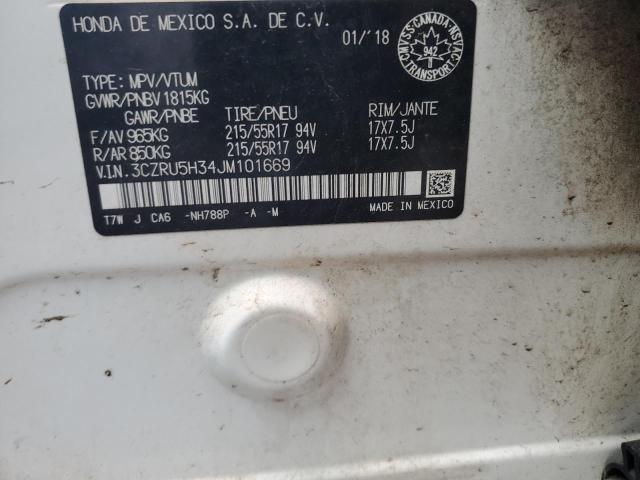 HONDA DE MEXICO S.A. DE C.V.
01/'18
CMVSS-CANADA-NSVAC
942
TRANSPORT
TYPE: MPV/VTUM
GVWR/PNBV 1815KG
GAWR/PNBE TIRE/PNEU RIM/JANTE
F/AV 965KG 215/55R17 94V 17X7.5J
R/AR 850KG 215/55R17 94V 17X7.5J
V.I.N. 3CZRU5H34JM101669
T7W J CA6 -NH788P -A -M MADE IN MEXICO